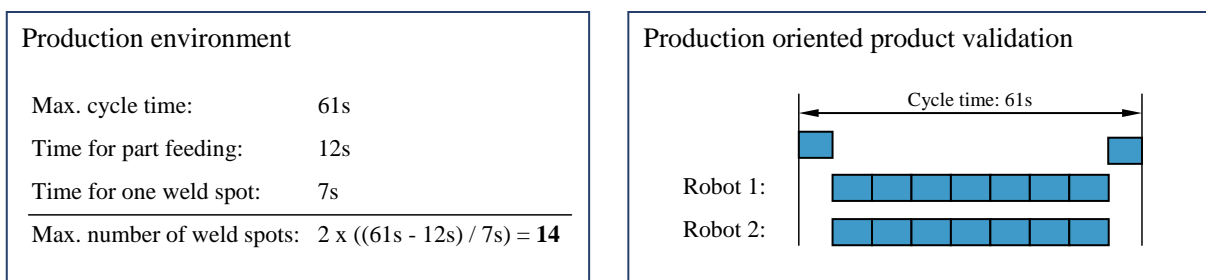 Production environment
Max. cycle time: 61s
Time for part feeding: 12s
Time for one weld spot: 7s
Max. number of weld spots: 2 x ((61s - 12s) / 7s) = 14
Production oriented product validation
Cycle time: 61s
Robot 1:
Robot 2: